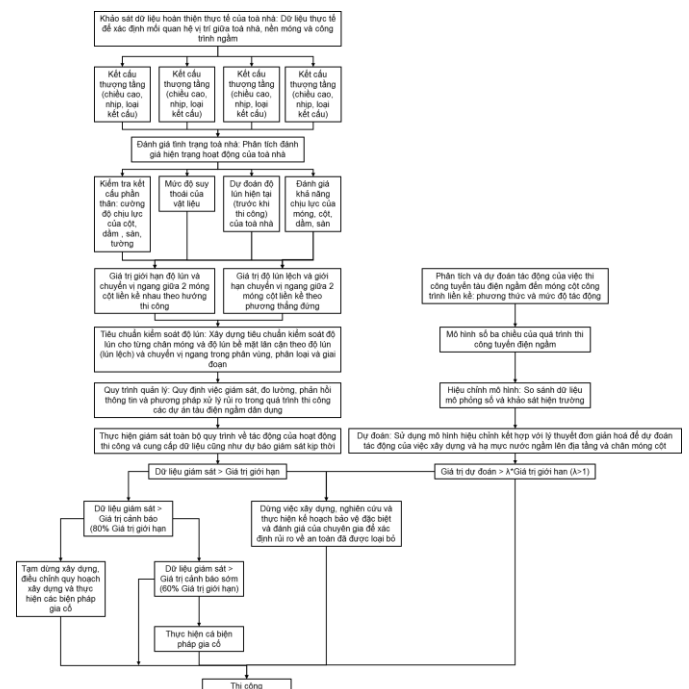 Khảo sát dữ liệu hoàn thiện thực tế của toà nhà: Dữ liệu thực tế
để xác định mối quan hệ vị trí giữa toà nhà, nền móng và công
trình ngầm
Kết cấu
thượng tầng
(chiều cao,
nhịp, loại
kết cấu)
Kết cấu
thượng tầng
(chiều cao,
nhịp, loại
kết cấu)
Kết cấu
thượng tầng
(chiều cao,
nhịp, loại
kết cấu)
Kết cấu
thượng tầng
(chiều cao,
nhịp, loại
kết cấu)
Đánh giá tình trạng toà nhà: Phân tích đánh
giá hiện trạng hoạt động của toà nhà
Kiểm tra kết
cấu phần
thân: cường
độ chịu lực
của cột,
dầm , sàn,
tường
Mức độ suy
thoái của
vật liệu
Dự đoán độ
lún hiện tại
(trước khi
thi công)
của toà nhà
Đánh giá
khả năng
chịu lực của
móng, cột,
dầm, sàn
Giá trị giới hạn độ lún và
chuyển vị ngang giữa 2 móng
cột liền kề nhau theo hướng
thi công
Giá trị độ lún lệch và giới
hạn chuyển vị ngang giữa 2
móng cột liền kề theo
phương thẳng đứng
Tiêu chuẩn kiểm soát độ lún: Xây dựng tiêu chuẩn kiểm soát độ
lún cho từng chân móng và độ lún bề mặt lân cận theo độ lún
(lún lệch) và chuyển vị ngang trong phân vùng, phân loại và giai
đoạn
Quy trình quản lý: Quy định việc giám sát, đo lường, phản hồi
thông tin và phương pháp xử lý rủi ro trong quá trình thi công
các dự án tàu điện ngầm dân dụng
Thực hiện giám sát toàn bộ quy trình về tác động của hoạt động
thi công và cung cấp dữ liệu cũng như dự báo giám sát kịp thời
Phân tích và dự đoán tác động của việc thi
công tuyến tàu điện ngầm đến móng cột công
trình liền kề: phương thức và mức độ tác động
Mô hình số ba chiều của quá trình thi
công tuyến điện ngầm
Hiệu chỉnh mô hình: So sánh dữ liệu
mô phỏng số và khảo sát hiện trường
Dự đoán: Sử dụng mô hình hiệu chỉnh kết hợp với lý thuyết đơn giản hoá để dự đoán
tác động của việc xây dựng và hạ mực nước ngầm lên địa tầng và chân móng cột
Dữ liệu giám sát > Giá trị giới hạn
Giá trị dự đoán > λ*Giá trị giới hạn (λ>1)
Dữ liệu giám sát >
Giá trị cảnh báo
(80% Giá trị giới hạn
Dừng việc xây dựng, nghiên cứu và
thực hiện kế hoạch bảo vệ đặc biệt
và đánh giá của chuyên gia để xác
định rủi ro về an toàn đã được loại bỏ
Tạm dừng xây dựng,
điều chỉnh quy hoạch
xây dựng và thực
hiện các biện pháp
gia cố
Dữ liệu giám sát >
Giá trị cảnh báo sớm
(60% Giá trị giới hạn)
Thực hiện cá biện
pháp gia cố
Thi công